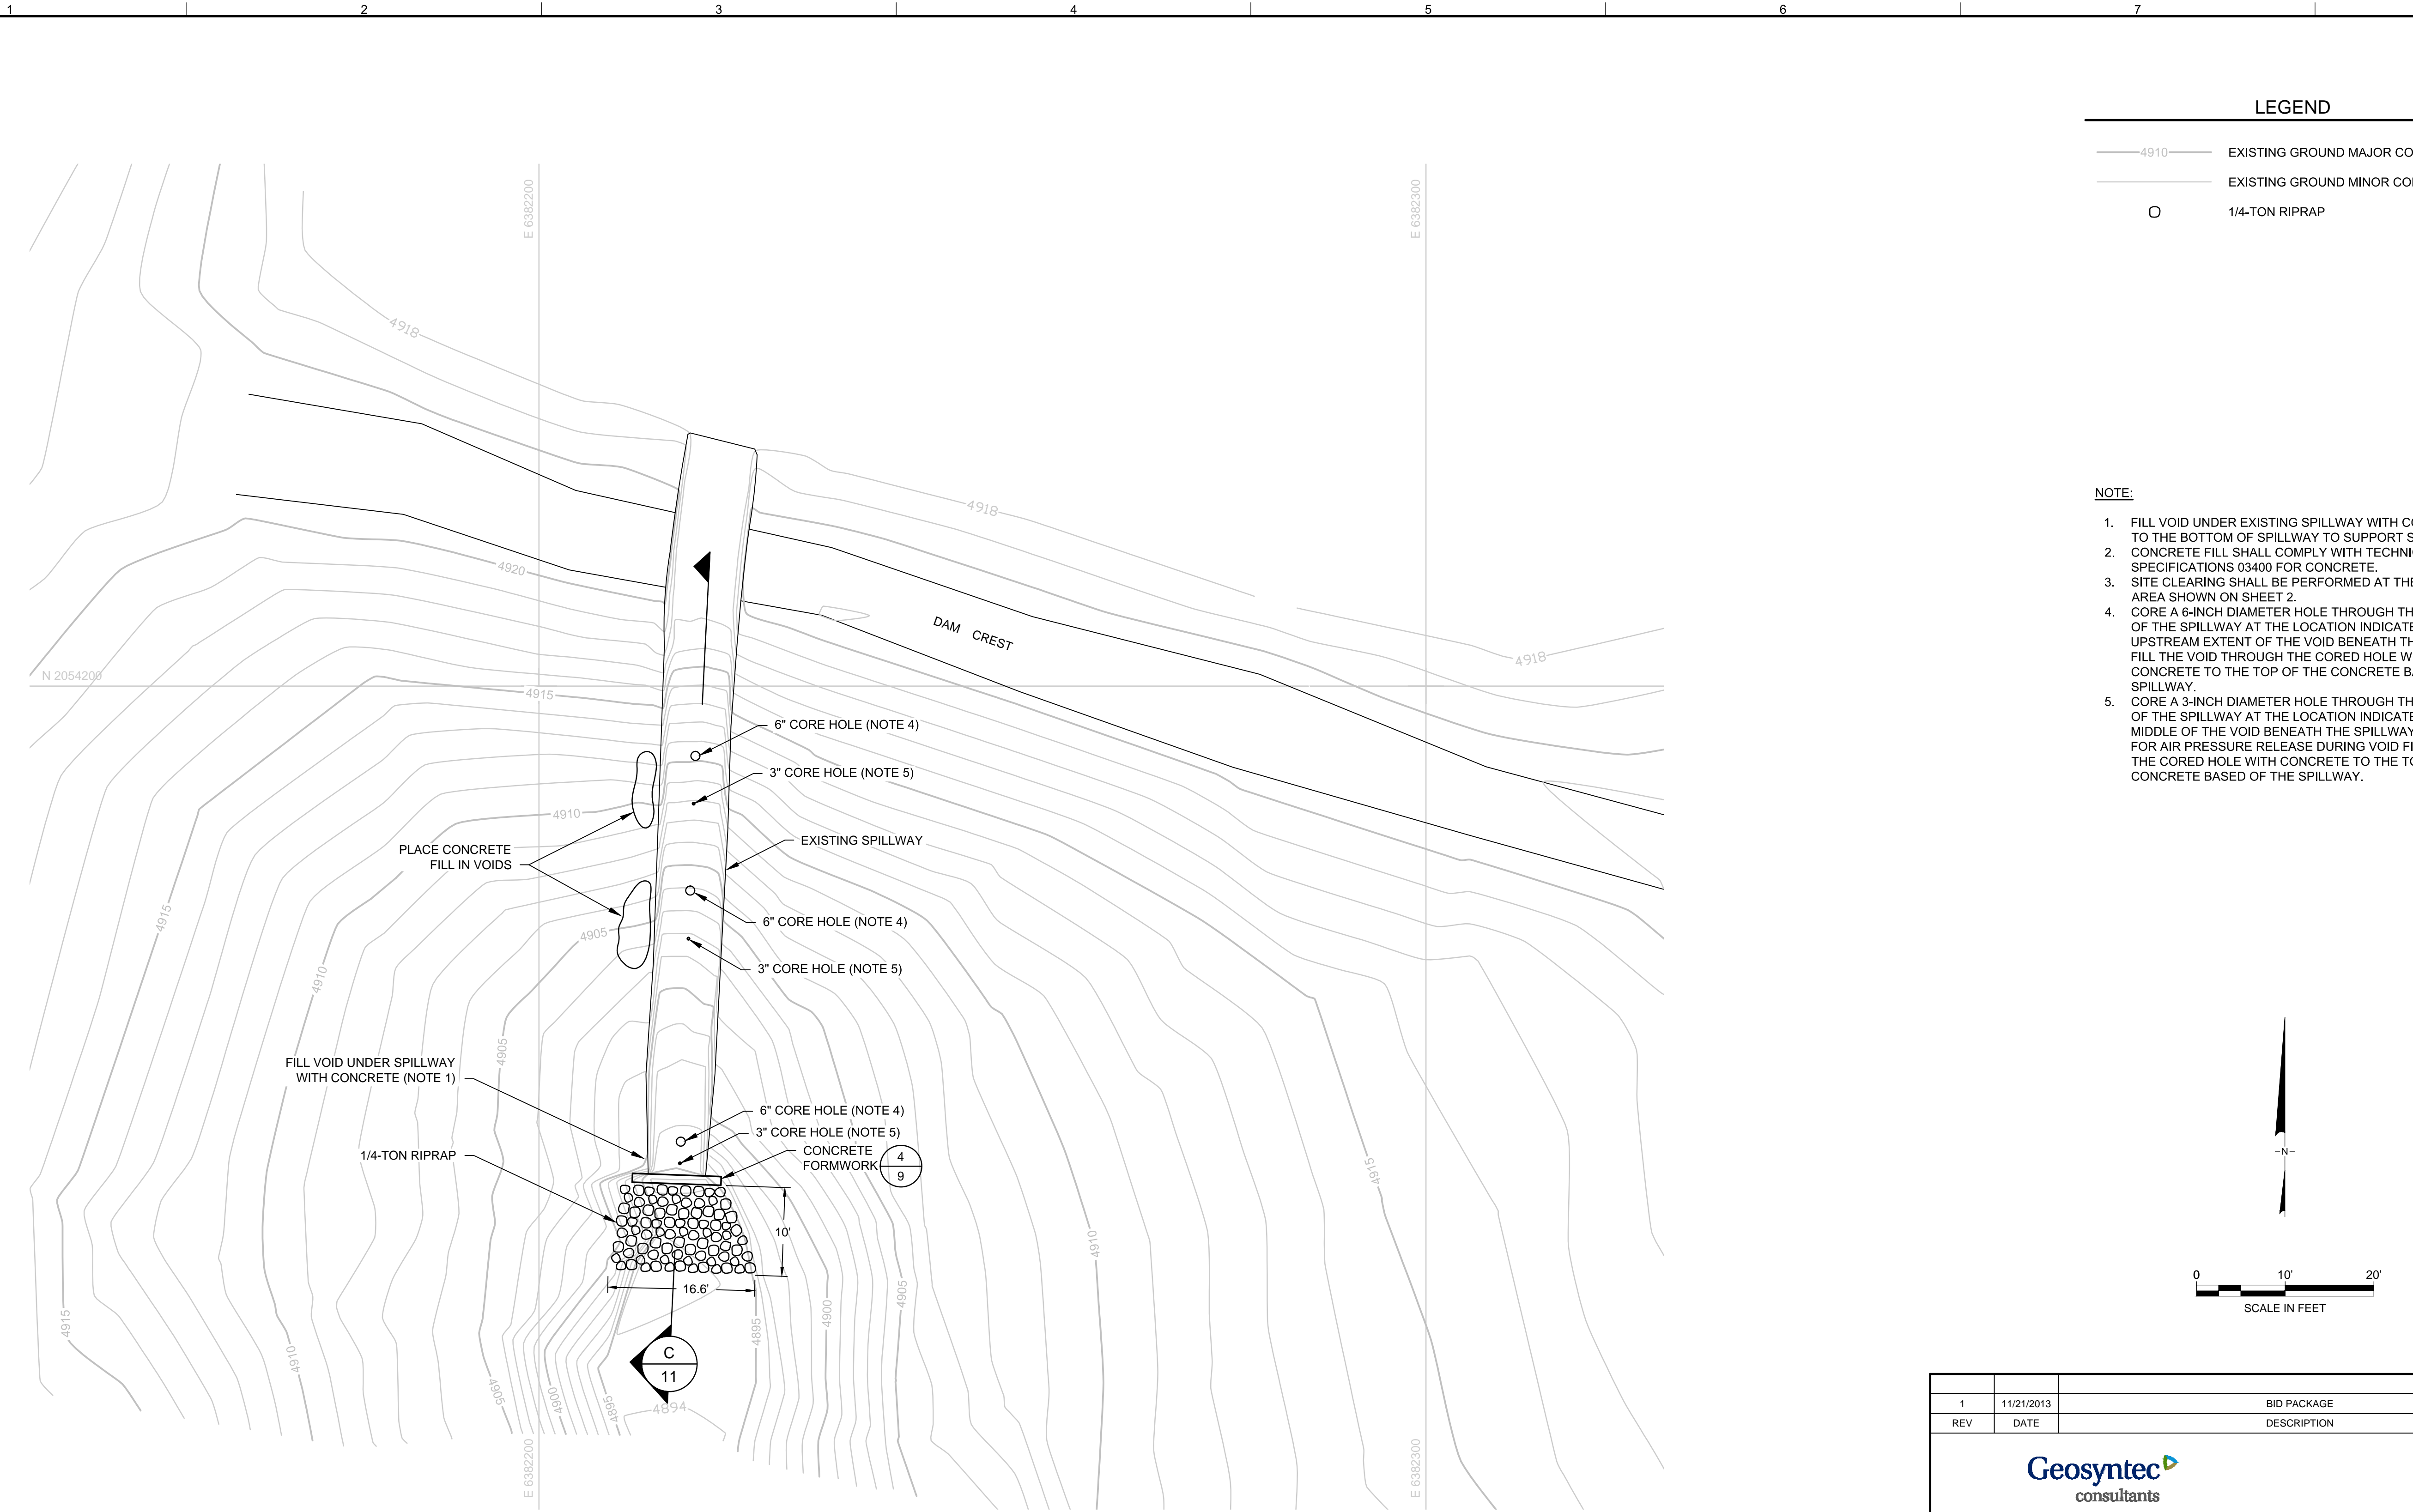 1 2 3 4 5 6 7
LEGEND
4910 EXISTING GROUND MAJOR CO
EXISTING GROUND MINOR CO
1/4-TON RIPRAP
E 6382200
E 6382300
4918
4918
4918
4920
N 2054200
4915
DAM CREST
6" CORE HOLE (NOTE 4)
3" CORE HOLE (NOTE 5)
4910
PLACE CONCRETE
FILL IN VOIDS
EXISTING SPILLWAY
4915
4905
6" CORE HOLE (NOTE 4)
3" CORE HOLE (NOTE 5)
4910
4905
FILL VOID UNDER SPILLWAY
WITH CONCRETE (NOTE 1)
6" CORE HOLE (NOTE 4)
3" CORE HOLE (NOTE 5)
CONCRETE
FORMWORK
4
9
1/4-TON RIPRAP
4915
10'
4910
16.6'
4905
4900
4895
4915
4910
C
11
4905
4900
4895
4894
E 6382200
E 6382300
NOTE:
1. FILL VOID UNDER EXISTING SPILLWAY WITH CO
TO THE BOTTOM OF SPILLWAY TO SUPPORT S
2. CONCRETE FILL SHALL COMPLY WITH TECHNI
SPECIFICATIONS 03400 FOR CONCRETE.
3. SITE CLEARING SHALL BE PERFORMED AT THE
AREA SHOWN ON SHEET 2.
4. CORE A 6-INCH DIAMETER HOLE THROUGH TH
OF THE SPILLWAY AT THE LOCATION INDICATE
UPSTREAM EXTENT OF THE VOID BENEATH TH
FILL THE VOID THROUGH THE CORED HOLE W
CONCRETE TO THE TOP OF THE CONCRETE BA
SPILLWAY.
5. CORE A 3-INCH DIAMETER HOLE THROUGH TH
OF THE SPILLWAY AT THE LOCATION INDICATE
MIDDLE OF THE VOID BENEATH THE SPILLWAY
FOR AIR PRESSURE RELEASE DURING VOID FI
THE CORED HOLE WITH CONCRETE TO THE TO
CONCRETE BASED OF THE SPILLWAY.
N
0 10' 20'
SCALE IN FEET
1 11/21/2013 BID PACKAGE
REV DATE DESCRIPTION
Geosyntec
consultants